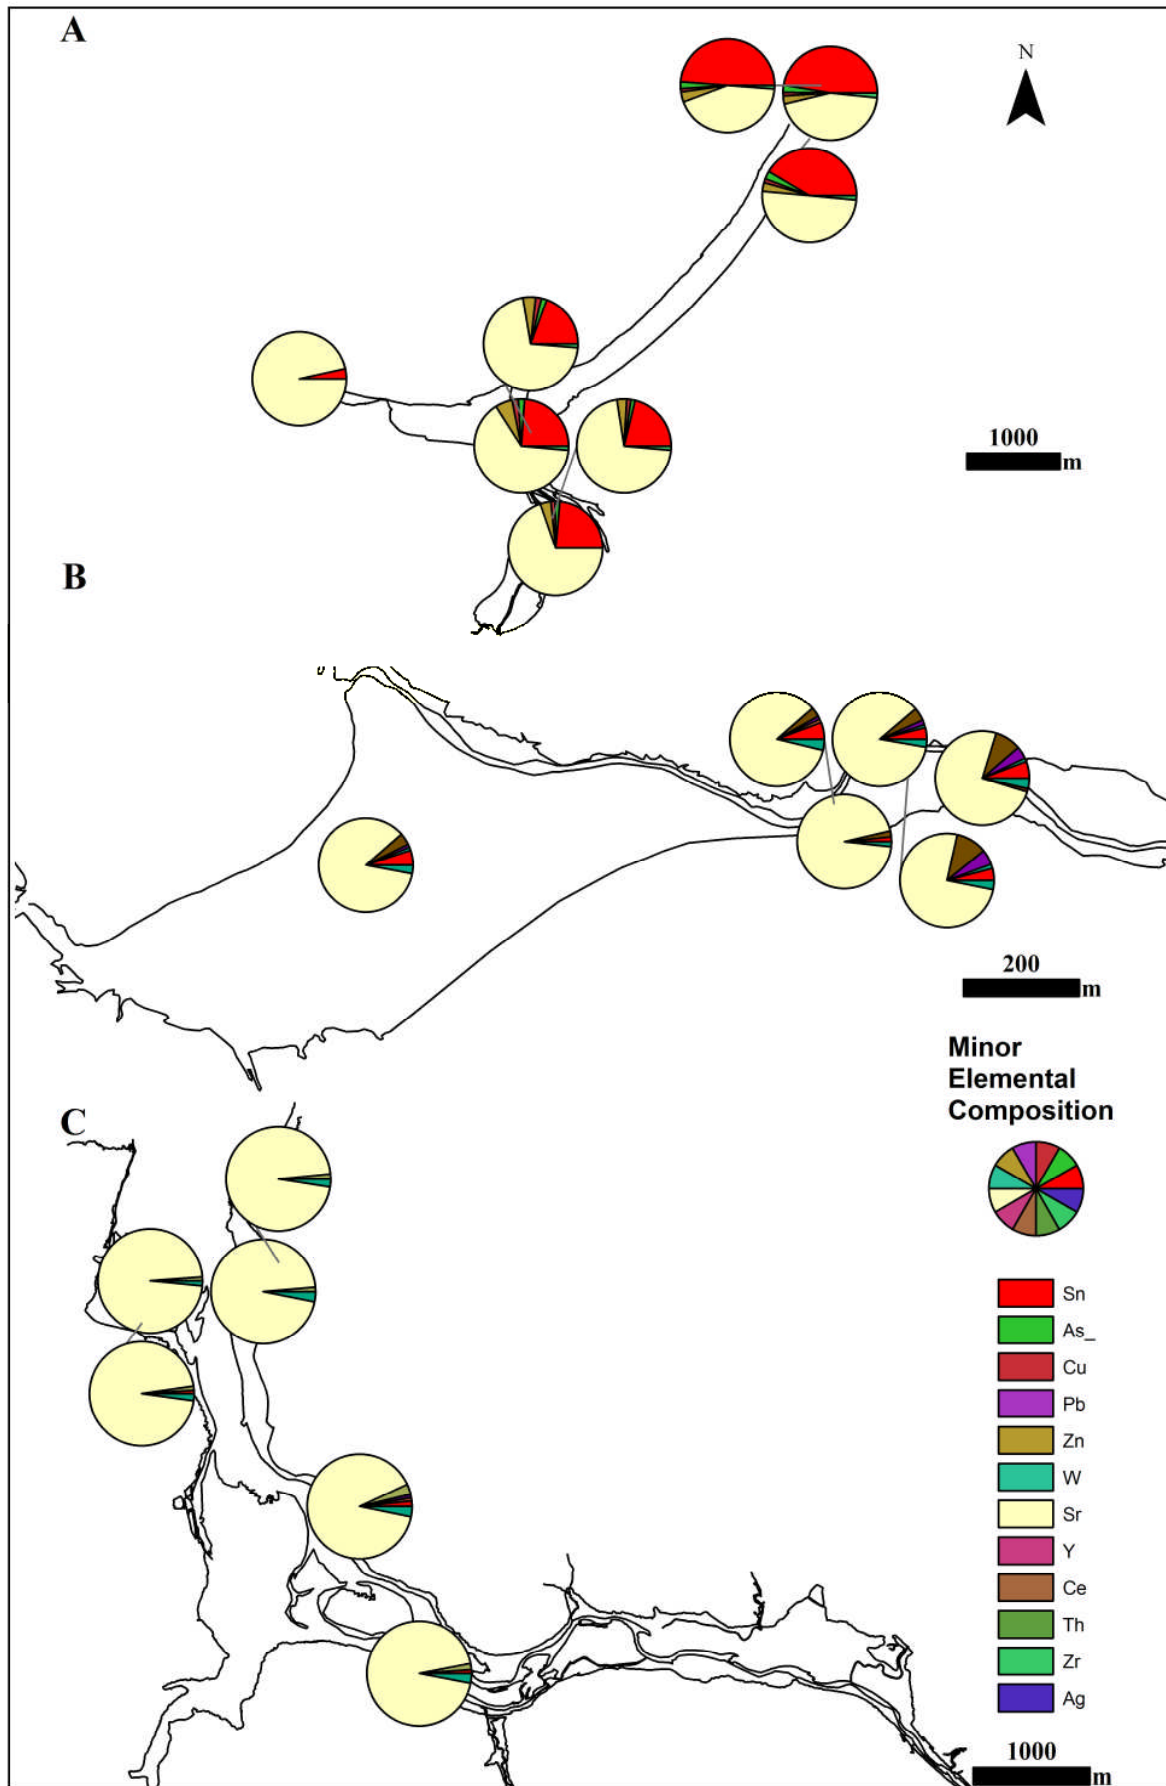 A
N
1000
m
B
200
m
Minor
Elemental
Composition
C
Sn
As_
Cu
Pb
Zn
W
Sr
Y
Ce
Th
Zr
Ag
1000
m